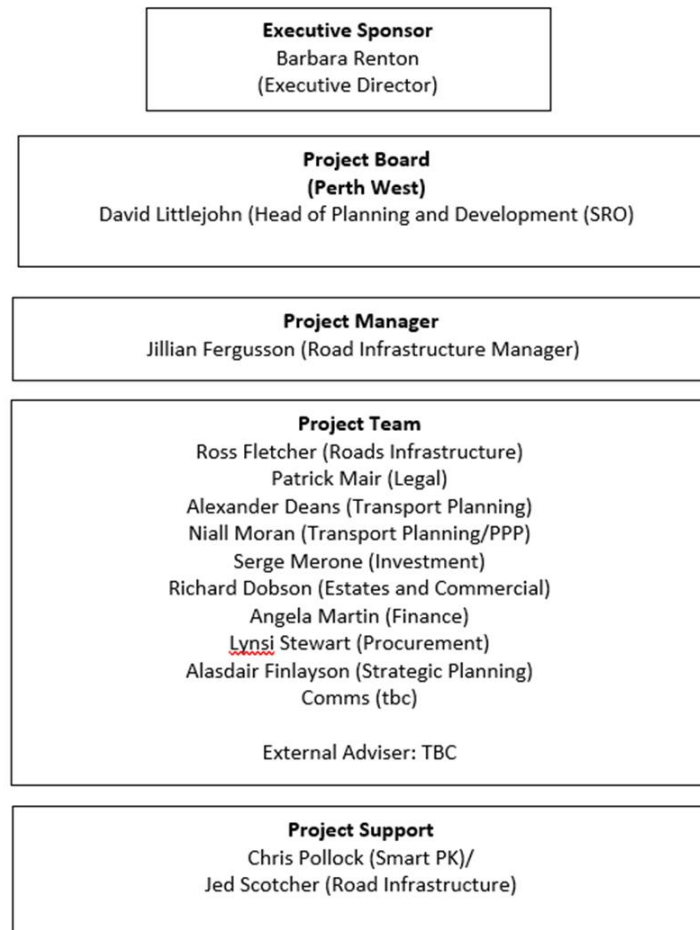 Executive Sponsor
Barbara Renton
(Executive Director)
Project Board
(Perth West)
David Littlejohn (Head of Planning and Development (SRO)
Project Manager
Jillian Fergusson (Road Infrastructure Manager)
Project Team
Ross Fletcher (Roads Infrastructure)
Patrick Mair (Legal)
Alexander Deans (Transport Planning)
Niall Moran (Transport Planning/PPP)
Serge Merone (Investment)
Richard Dobson (Estates and Commercial)
Angela Martin (Finance)
Lynsi Stewart (Procurement)
Alasdair Finlayson (Strategic Planning)
Comms (tbc)
External Adviser: TBC
Project Support
Chris Pollock (Smart PK)/
Jed Scotcher (Road Infrastructure)